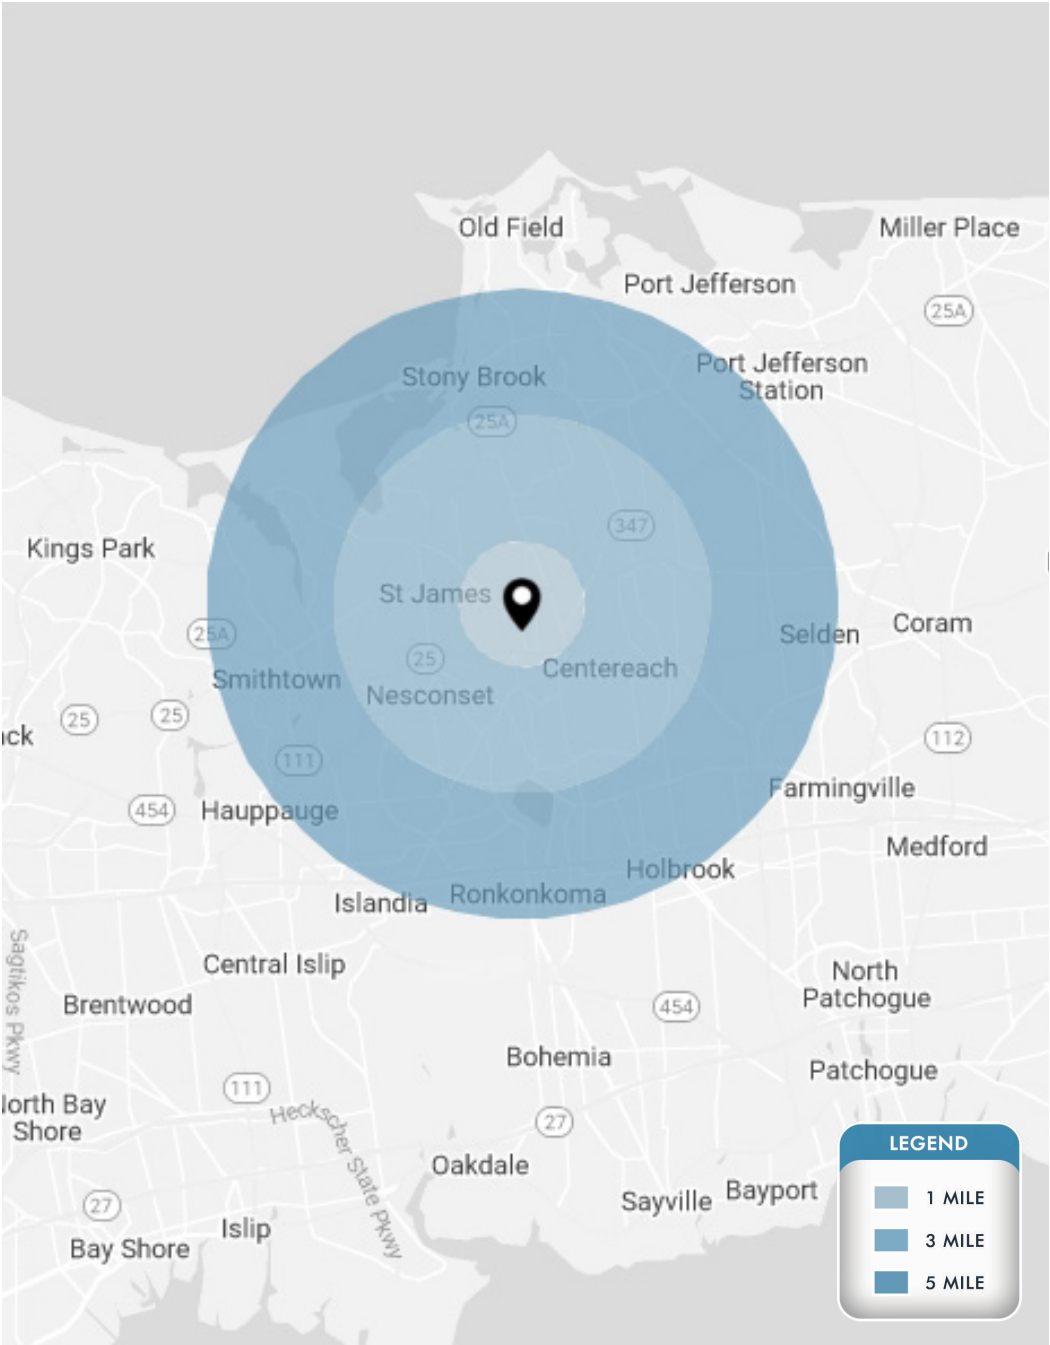 Old Field
Miller Place
Port Jefferson
25A
Port Jefferson
Station
Stony Brook
25A
347
Kings Park
St James
25A
Selden
Coram
25
Centereach
Smithtown
Nesconset
25
25
ack
112
111
Farmingville
454
Hauppauge
Medford
Holbrook
Ronkonkoma
Islandia
Sagtikos Pkwy
Central Islip
North
Patchogue
Brentwood
454
Bohemia
Patchogue
111
North Bay
Shore
Heckscher State Pkwy
27
LEGEND
Oakdale
Bayport
1 MILE
Sayville
27
Islip
3 MILE
Bay Shore
5 MILE